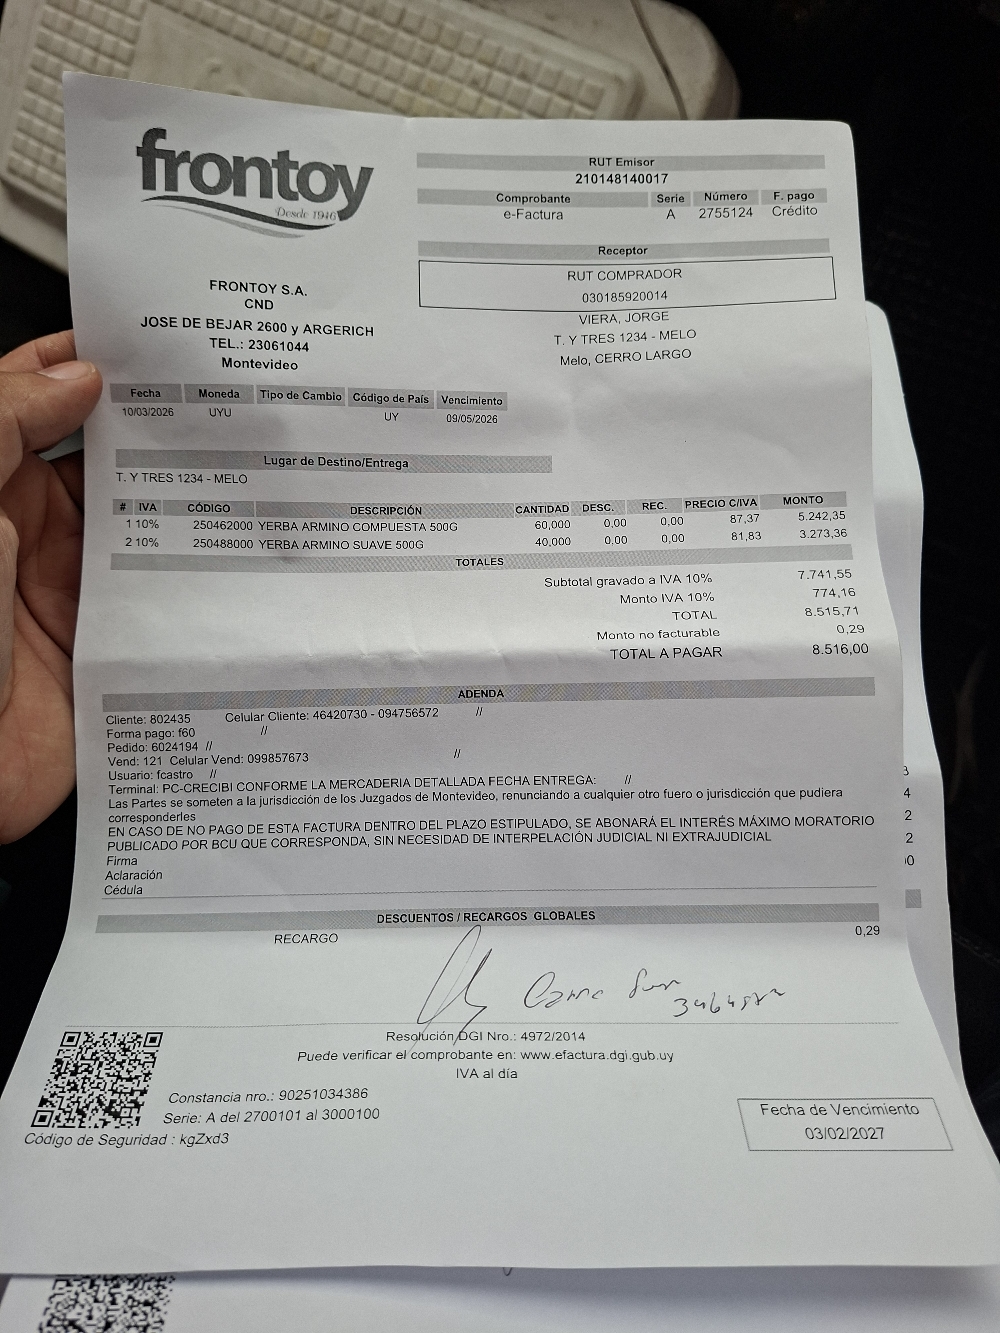 frontoy
Desde 1946
RUT Emisor
210148140017
Comprobante Serie Número F. pago
e-Factura A 2755124 Crédito
Receptor
RUT COMPRADOR
030185920014
VIERA, JORGE
T. Y TRES 1234 - MELO
Melo, CERRO LARGO
FRONTOY S.A.
CND
JOSE DE BEJAR 2600 y ARGERICH
TEL.: 23061044
Montevideo
Fecha Moneda Tipo de Cambio Código de País Vencimiento
10/03/2026 UYU UY 09/05/2026
Lugar de Destino/Entrega
T. Y TRES 1234 - MELO
# IVA CÓDIGO DESCRIPCIÓN CANTIDAD DESC. REC. PRECIO C/IVA MONTO
1 10% 250462000 YERBA ARMINO COMPUESTA 500G 60,000 0,00 0,00 87,37 5.242,35
2 10% 250488000 YERBA ARMINO SUAVE 500G 40,000 0,00 0,00 81,83 3.273,36
TOTALES
Subtotal gravado a IVA 10% 7.741,55
Monto IVA 10% 774,16
TOTAL 8.515,71
Monto no facturable 0,29
TOTAL A PAGAR 8.516,00
ADENDA
Cliente: 802435 Celular Cliente: 46420730 - 094756572 //
Forma pago: f60 //
Pedido: 6024194 //
Vend: 121 Celular Vend: 099857673 //
Usuario: fcastro //
Terminal: PC-CRECIBI CONFORME LA MERCADERIA DETALLADA FECHA ENTREGA: //
Las Partes se someten a la jurisdicción de los Juzgados de Montevideo, renunciando a cualquier otro fuero o jurisdicción que pudiera
corresponderles
EN CASO DE NO PAGO DE ESTA FACTURA DENTRO DEL PLAZO ESTIPULADO, SE ABONARÁ EL INTERÉS MÁXIMO MORATORIO
PUBLICADO POR BCU QUE CORRESPONDA, SIN NECESIDAD DE INTERPELACIÓN JUDICIAL NI EXTRAJUDICIAL
Firma
Aclaración
Cédula
DESCUENTOS / RECARGOS GLOBALES
RECARGO 0,29
Resolución DGI Nro.: 4972/2014
Puede verificar el comprobante en: www.efactura.dgi.gub.uy
IVA al día
Constancia nro.: 90251034386
Serie: A del 2700101 al 3000100
Código de Seguridad : kgZxd3
Fecha de Vencimiento
03/02/2027